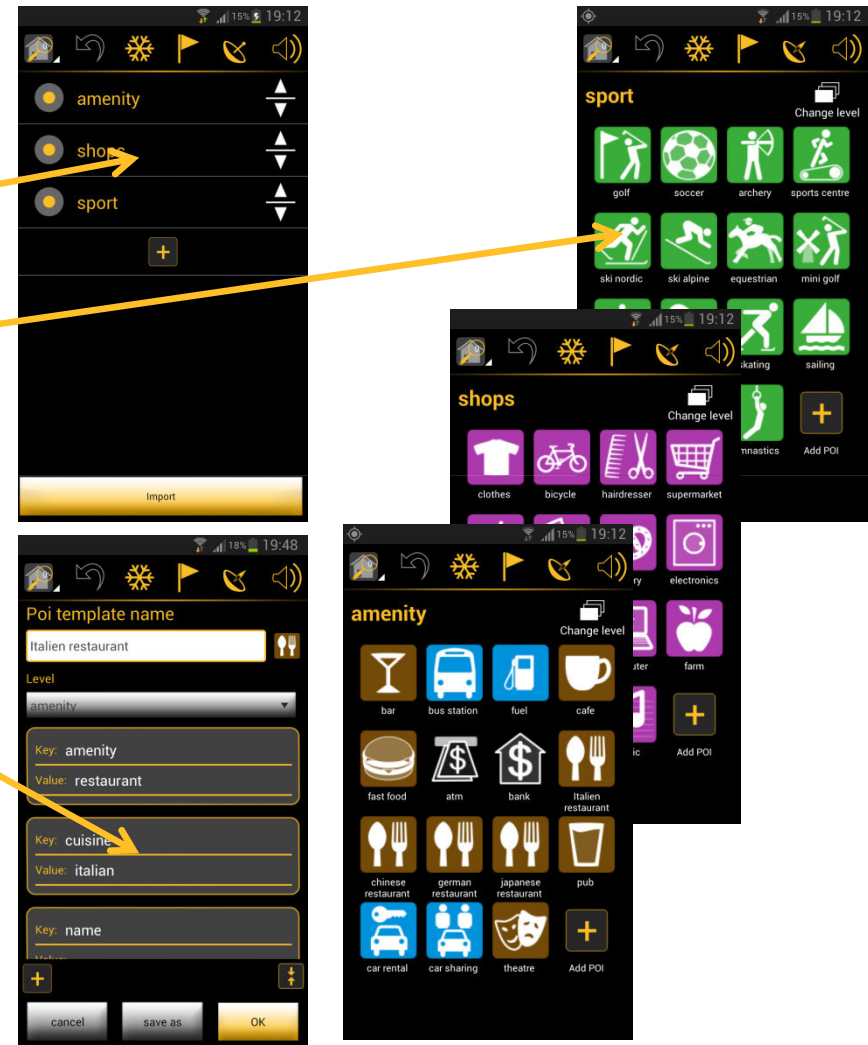 15% 19:12
amenity
shops
sport
+
Import
15% 19:12
sport
Change level
golf soccer archery sports centre
ski nordic ski alpine equestrian mini golf
skating sailing
mnastics Add POI
15% 19:12
shops
Change level
clothes bicycle hairdresser supermarket
ry electronics
uter farm
ic Add POI
18% 19:48
Poi template name
Italien restaurant
Level
amenity
Key: amenity
Value: restaurant
Key: cuisine
Value: italian
Key: name
Value:
+
cancel save as OK
15% 19:12
amenity
Change level
bar bus station fuel cafe
fast food atm bank Italien
restaurant
chinese
restaurant german
restaurant japanese
restaurant pub
car rental car sharing theatre Add POI